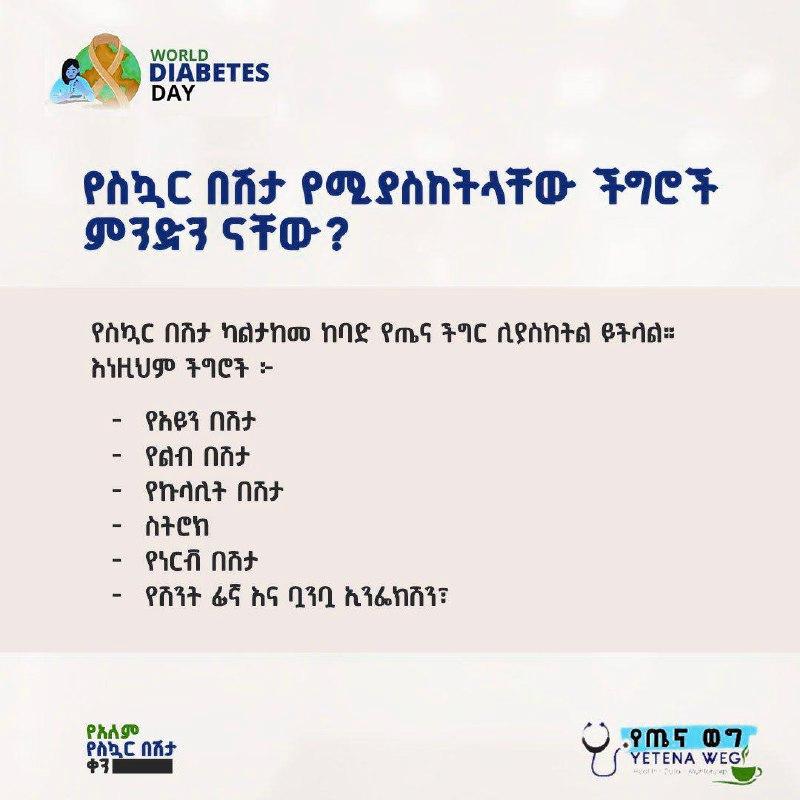 WORLD
DIABETES
DAY
የስኳር በሽታ የሚያስከትላቸው ችግሮች
ምንድን ናቸው?
የስኳር በሽታ ካልታከመ ከባድ የጤና ችግር ሊያስከትል ይችላል።
እነዚህም ችግሮች ፦
- የአይን በሽታ
- የልብ በሽታ
- የኩላሊት በሽታ
- ስትሮክ
- የነርቭ በሽታ
- የሽንት ፊኛ እና ቧንቧ ኢንፌክሽን፣
የአለም
የስኳር በሽታ
ቀን
የጤና ወግ
YETENA WEG